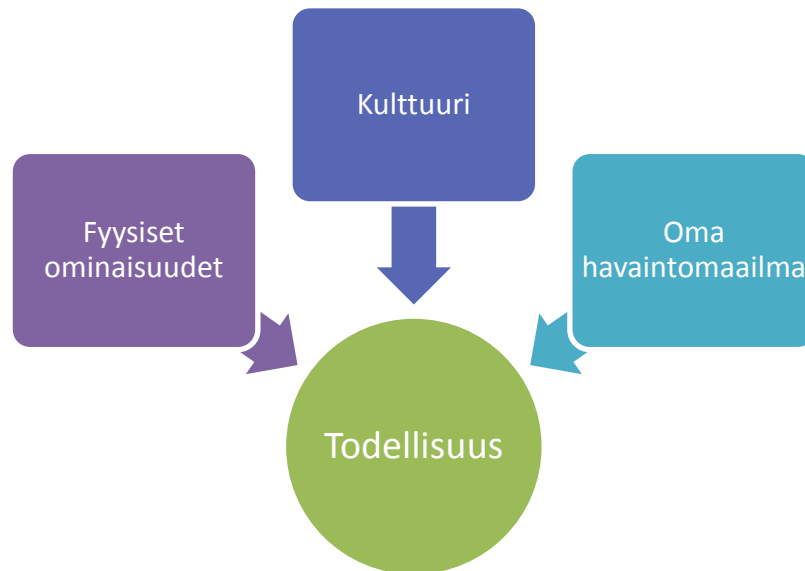 Kulttuuri
Fyysiset
ominaisuudet
Oma
havaintomaailma
Todellisuus